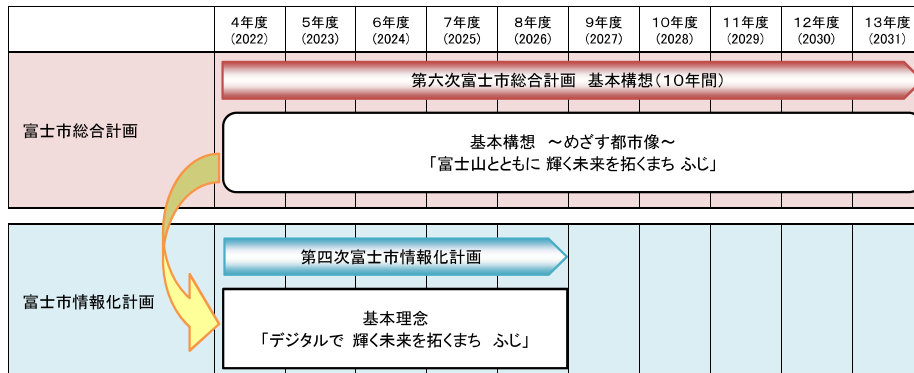 4年度 5年度 6年度 7年度 8年度 9年度 10年度 11年度 12年度 13年度
(2022) (2023) (2024) (2025) (2026) (2027) (2028) (2029) (2030) (2031)
富士市総合計画
第六次富士市総合計画 基本構想(10年間)
基本構想 ～めざす都市像～
「富士山とともに 輝く未来を拓くまち ふじ」
富士市情報化計画
第四次富士市情報化計画
基本理念
「デジタルで 輝く未来を拓くまち ふじ」